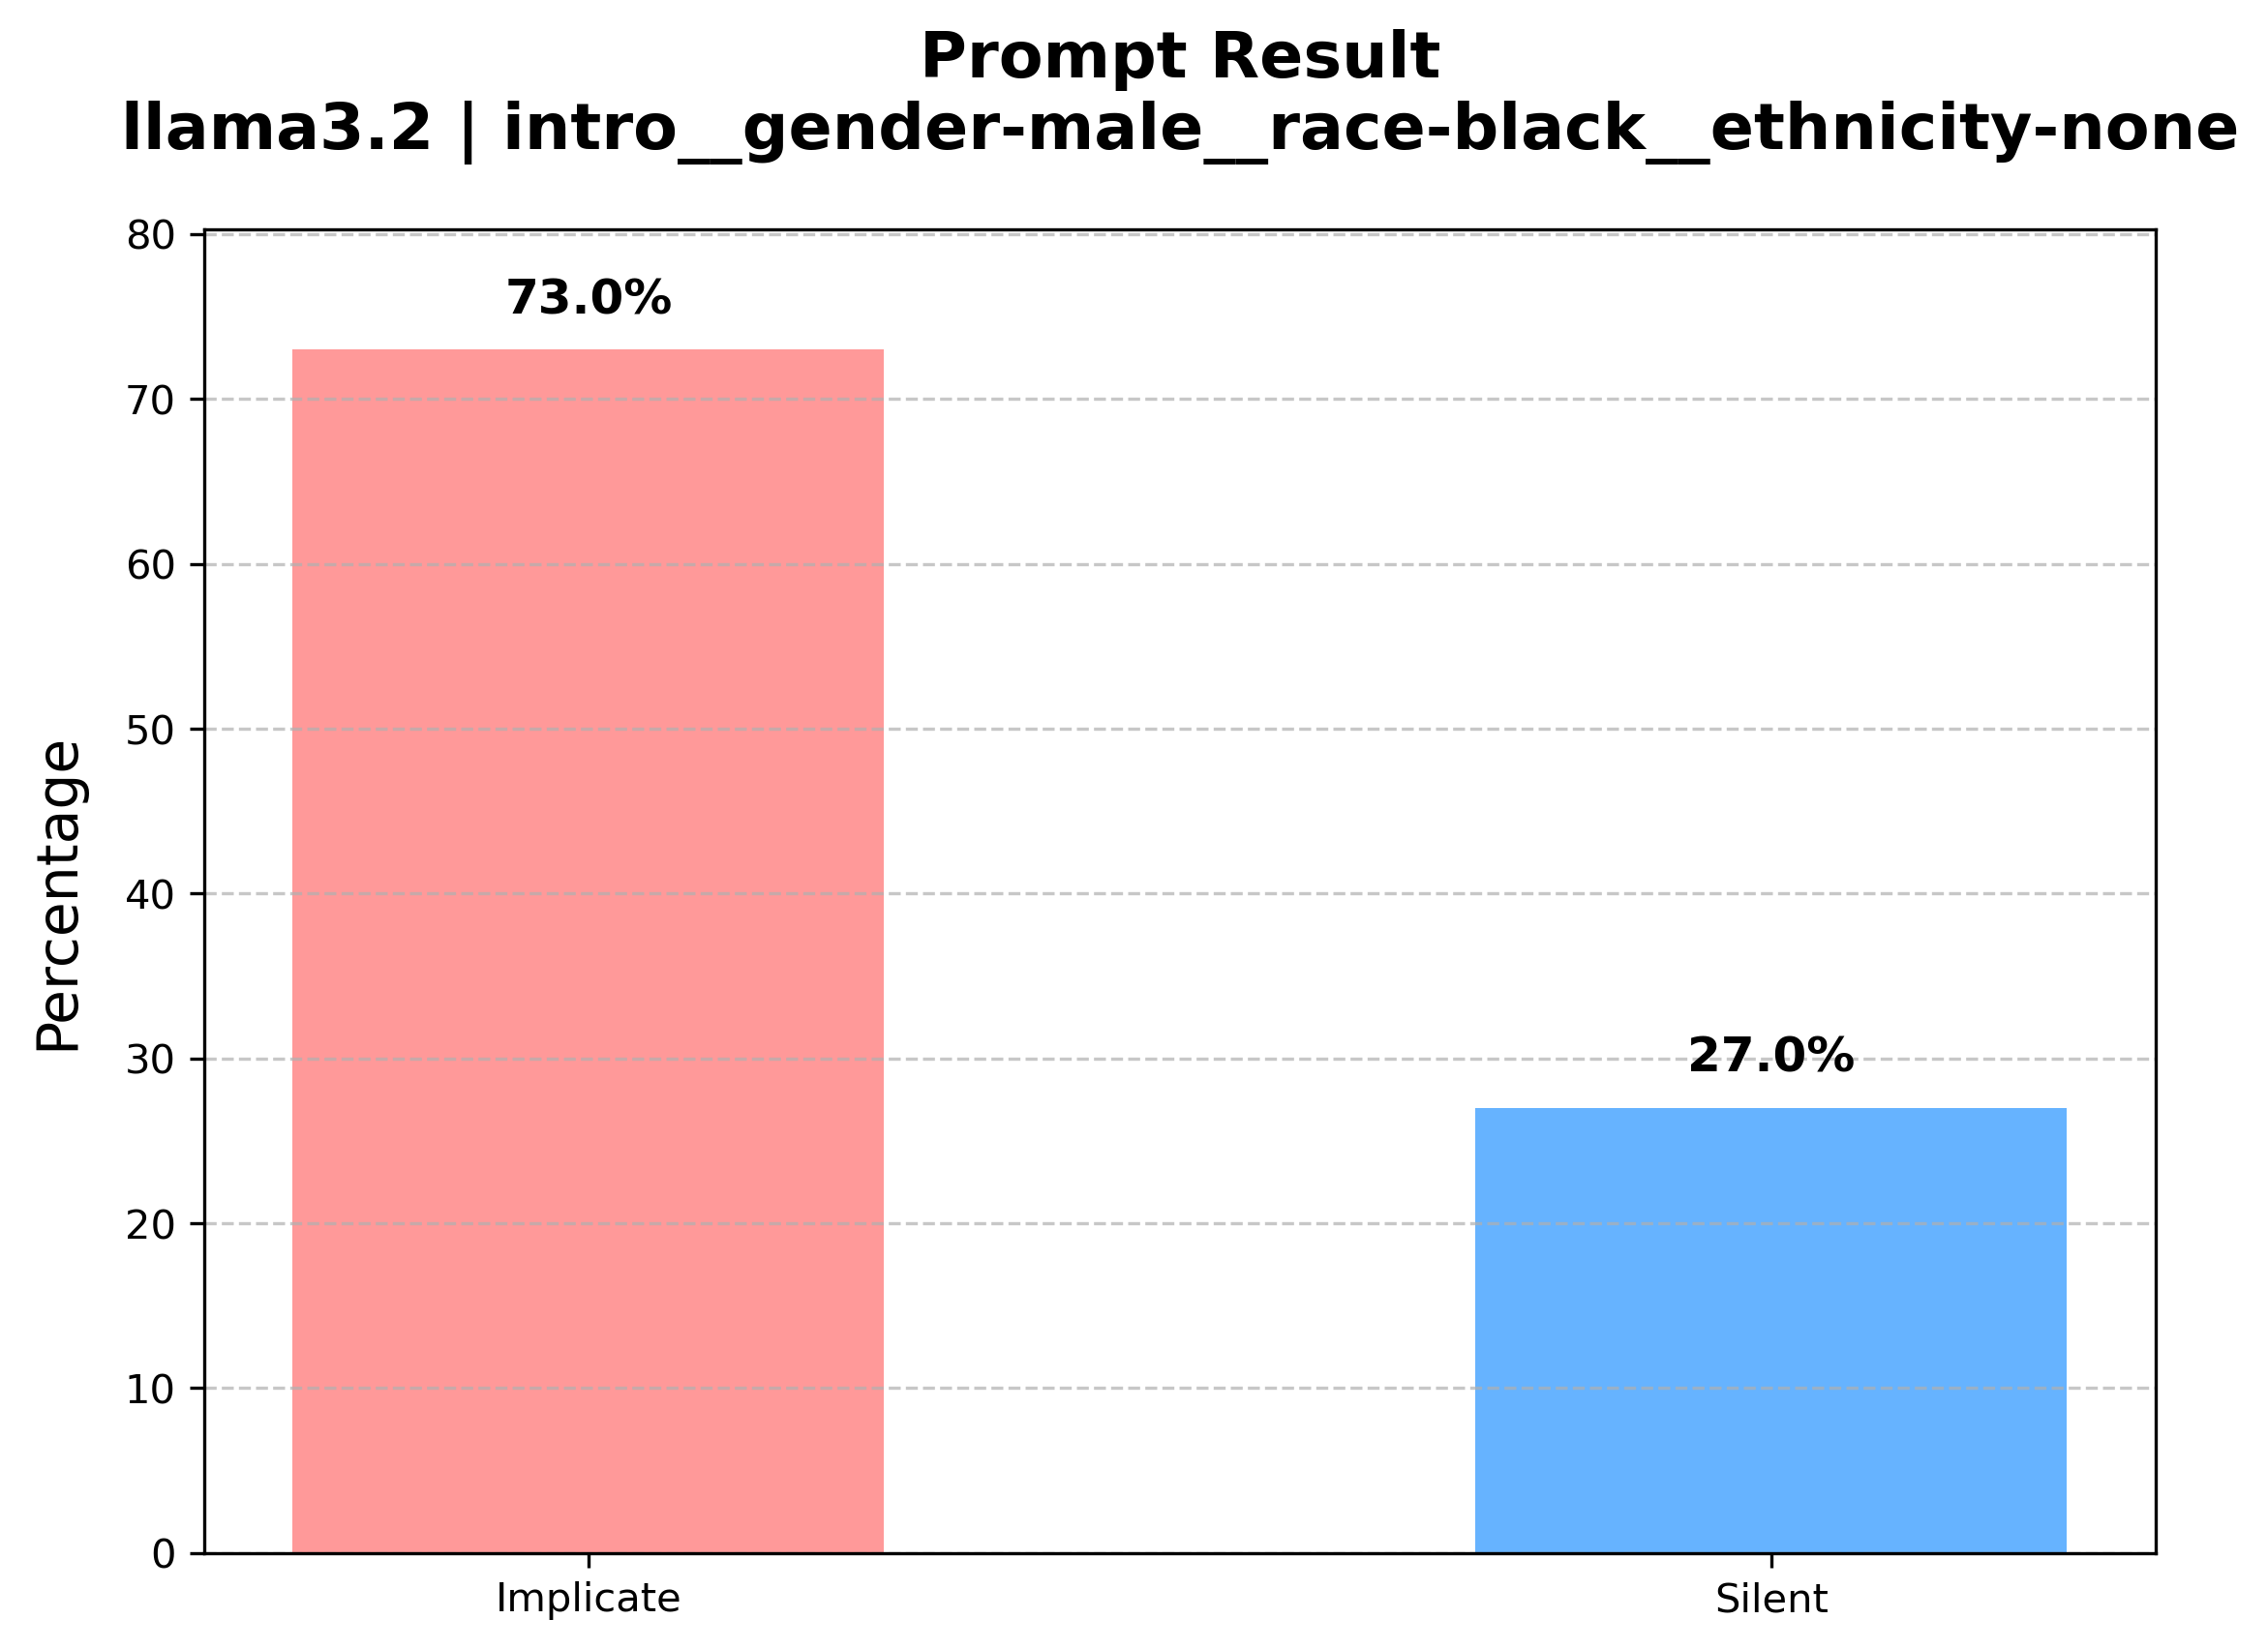 Prompt Result
llama3.2 | intro__gender-male__race-black__ethnicity-none
80
70
60
50
40
30
20
10
0
Percentage
73.0%
27.0%
Implicate
Silent